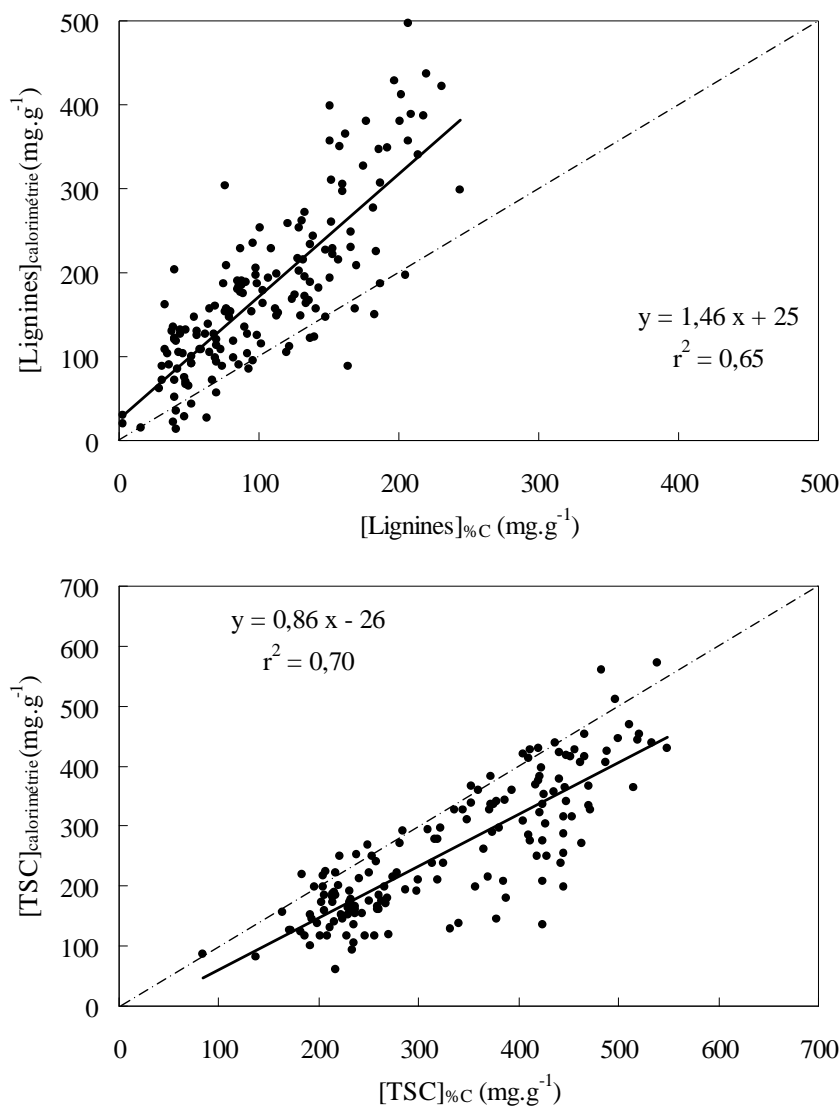 500
400
300
200
100
0
[Lignines]calorimétrie (mg.g-1)
y = 1,46 x + 25
r2 = 0,65
0 100 200 300 400 500
[Lignines]%C (mg.g-1)
700
600
500
400
300
200
100
0
[TSC]calorimétrie (mg.g-1)
y = 0,86 x - 26
r2 = 0,70
0 100 200 300 400 500 600 700
[TSC]%C (mg.g-1)